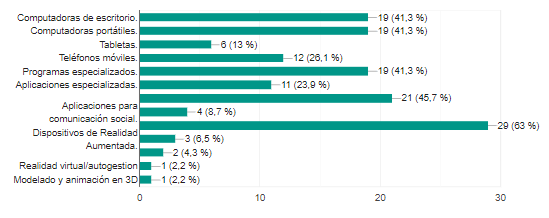 Computadoras de escritorio.
19 (41,3 %)
Computadoras portátiles.
19 (41,3 %)
Tabletas.
6 (13 %)
Teléfonos móviles.
12 (26,1 %)
Programas especializados.
19 (41,3 %)
Aplicaciones especializadas.
11 (23,9 %)
21 (45,7 %)
Aplicaciones para
comunicación social.
4 (8,7 %)
29 (63 %)
Dispositivos de Realidad
Aumentada.
3 (6,5 %)
2 (4,3 %)
Realidad virtual/autogestion
1 (2,2 %)
Modelado y animación en 3D
1 (2,2 %)
0 10 20 30